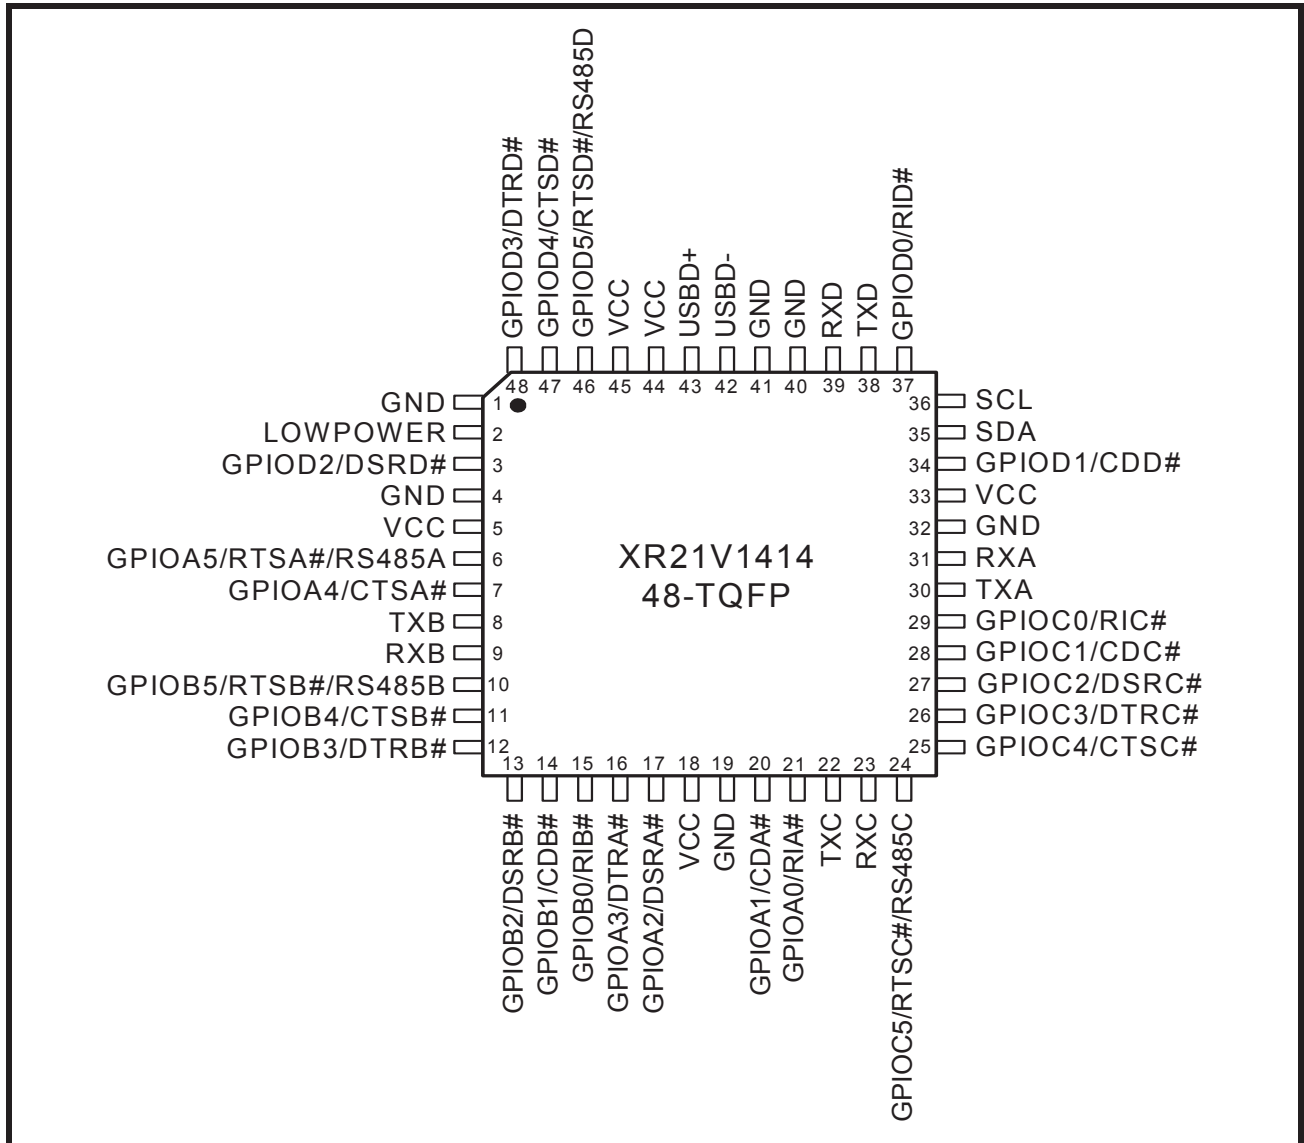 GPIOD3/DTRD#
GPIOD4/CTSD#
GPIOD5/RTSD#/RS485D
VCC
VCC
USBD+
USBD-
GND
GND
RXD
TXD
GPIOD0/RID#
48
47
46
45
44
43
42
41
40
39
38
37
GND 1
LOWPOWER 2
GPIOD2/DSRD# 3
GND 4
VCC 5
GPIOA5/RTSA#/RS485A 6
GPIOA4/CTSA# 7
TXB 8
RXB 9
GPIOB5/RTSB#/RS485B 10
GPIOB4/CTSB# 11
GPIOB3/DTRB# 12
XR21V1414
48-TQFP
36 SCL
35 SDA
34 GPIOD1/CDD#
33 VCC
32 GND
31 RXA
30 TXA
29 GPIOC0/RIC#
28 GPIOC1/CDC#
27 GPIOC2/DSRC#
26 GPIOC3/DTRC#
25 GPIOC4/CTSC#
13
14
15
16
17
18
19
20
21
22
23
24
GPIOB2/DSRB#
GPIOB1/CDB#
GPIOB0/RIB#
GPIOA3/DTRA#
GPIOA2/DSRA#
VCC
GND
GPIOA1/CDA#
GPIOA0/RIA#
TXC
RXC
GPIOC5/RTSC#/RS485C